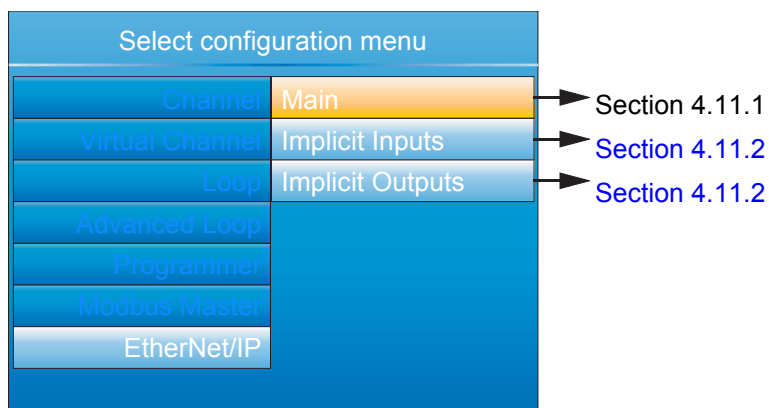 Select configuration menu
Channel Main Section 4.11.1
Virtual Channel Implicit Inputs Section 4.11.2
Loop Implicit Outputs Section 4.11.2
Advanced Loop
Programmer
Modbus Master
EtherNet/IP